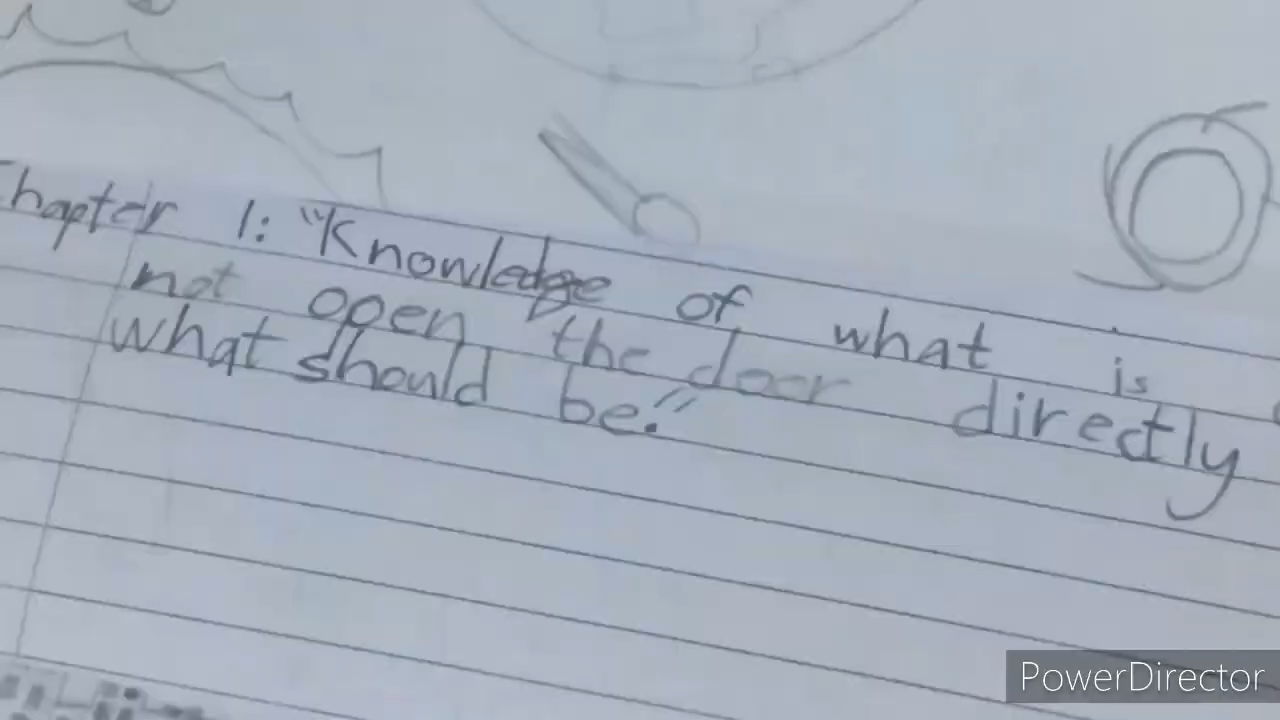 Chapter 1: "Knowledge of what is
not open the door directly
what should be."
PowerDirector